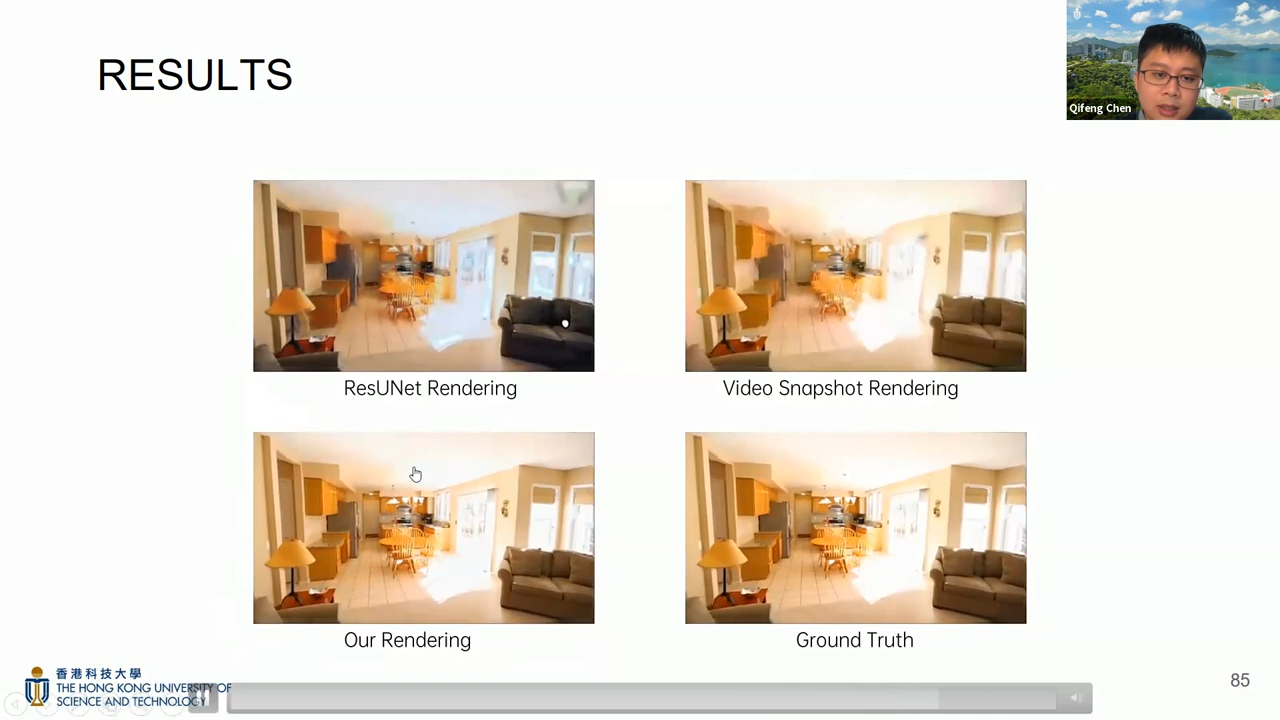 RESULTS
Qifeng Chen
ResUNet Rendering
Video Snapshot Rendering
Our Rendering
Ground Truth
香港科技大學
THE HONG KONG UNIVERSITY OF
SCIENCE AND TECHNOLOGY
85